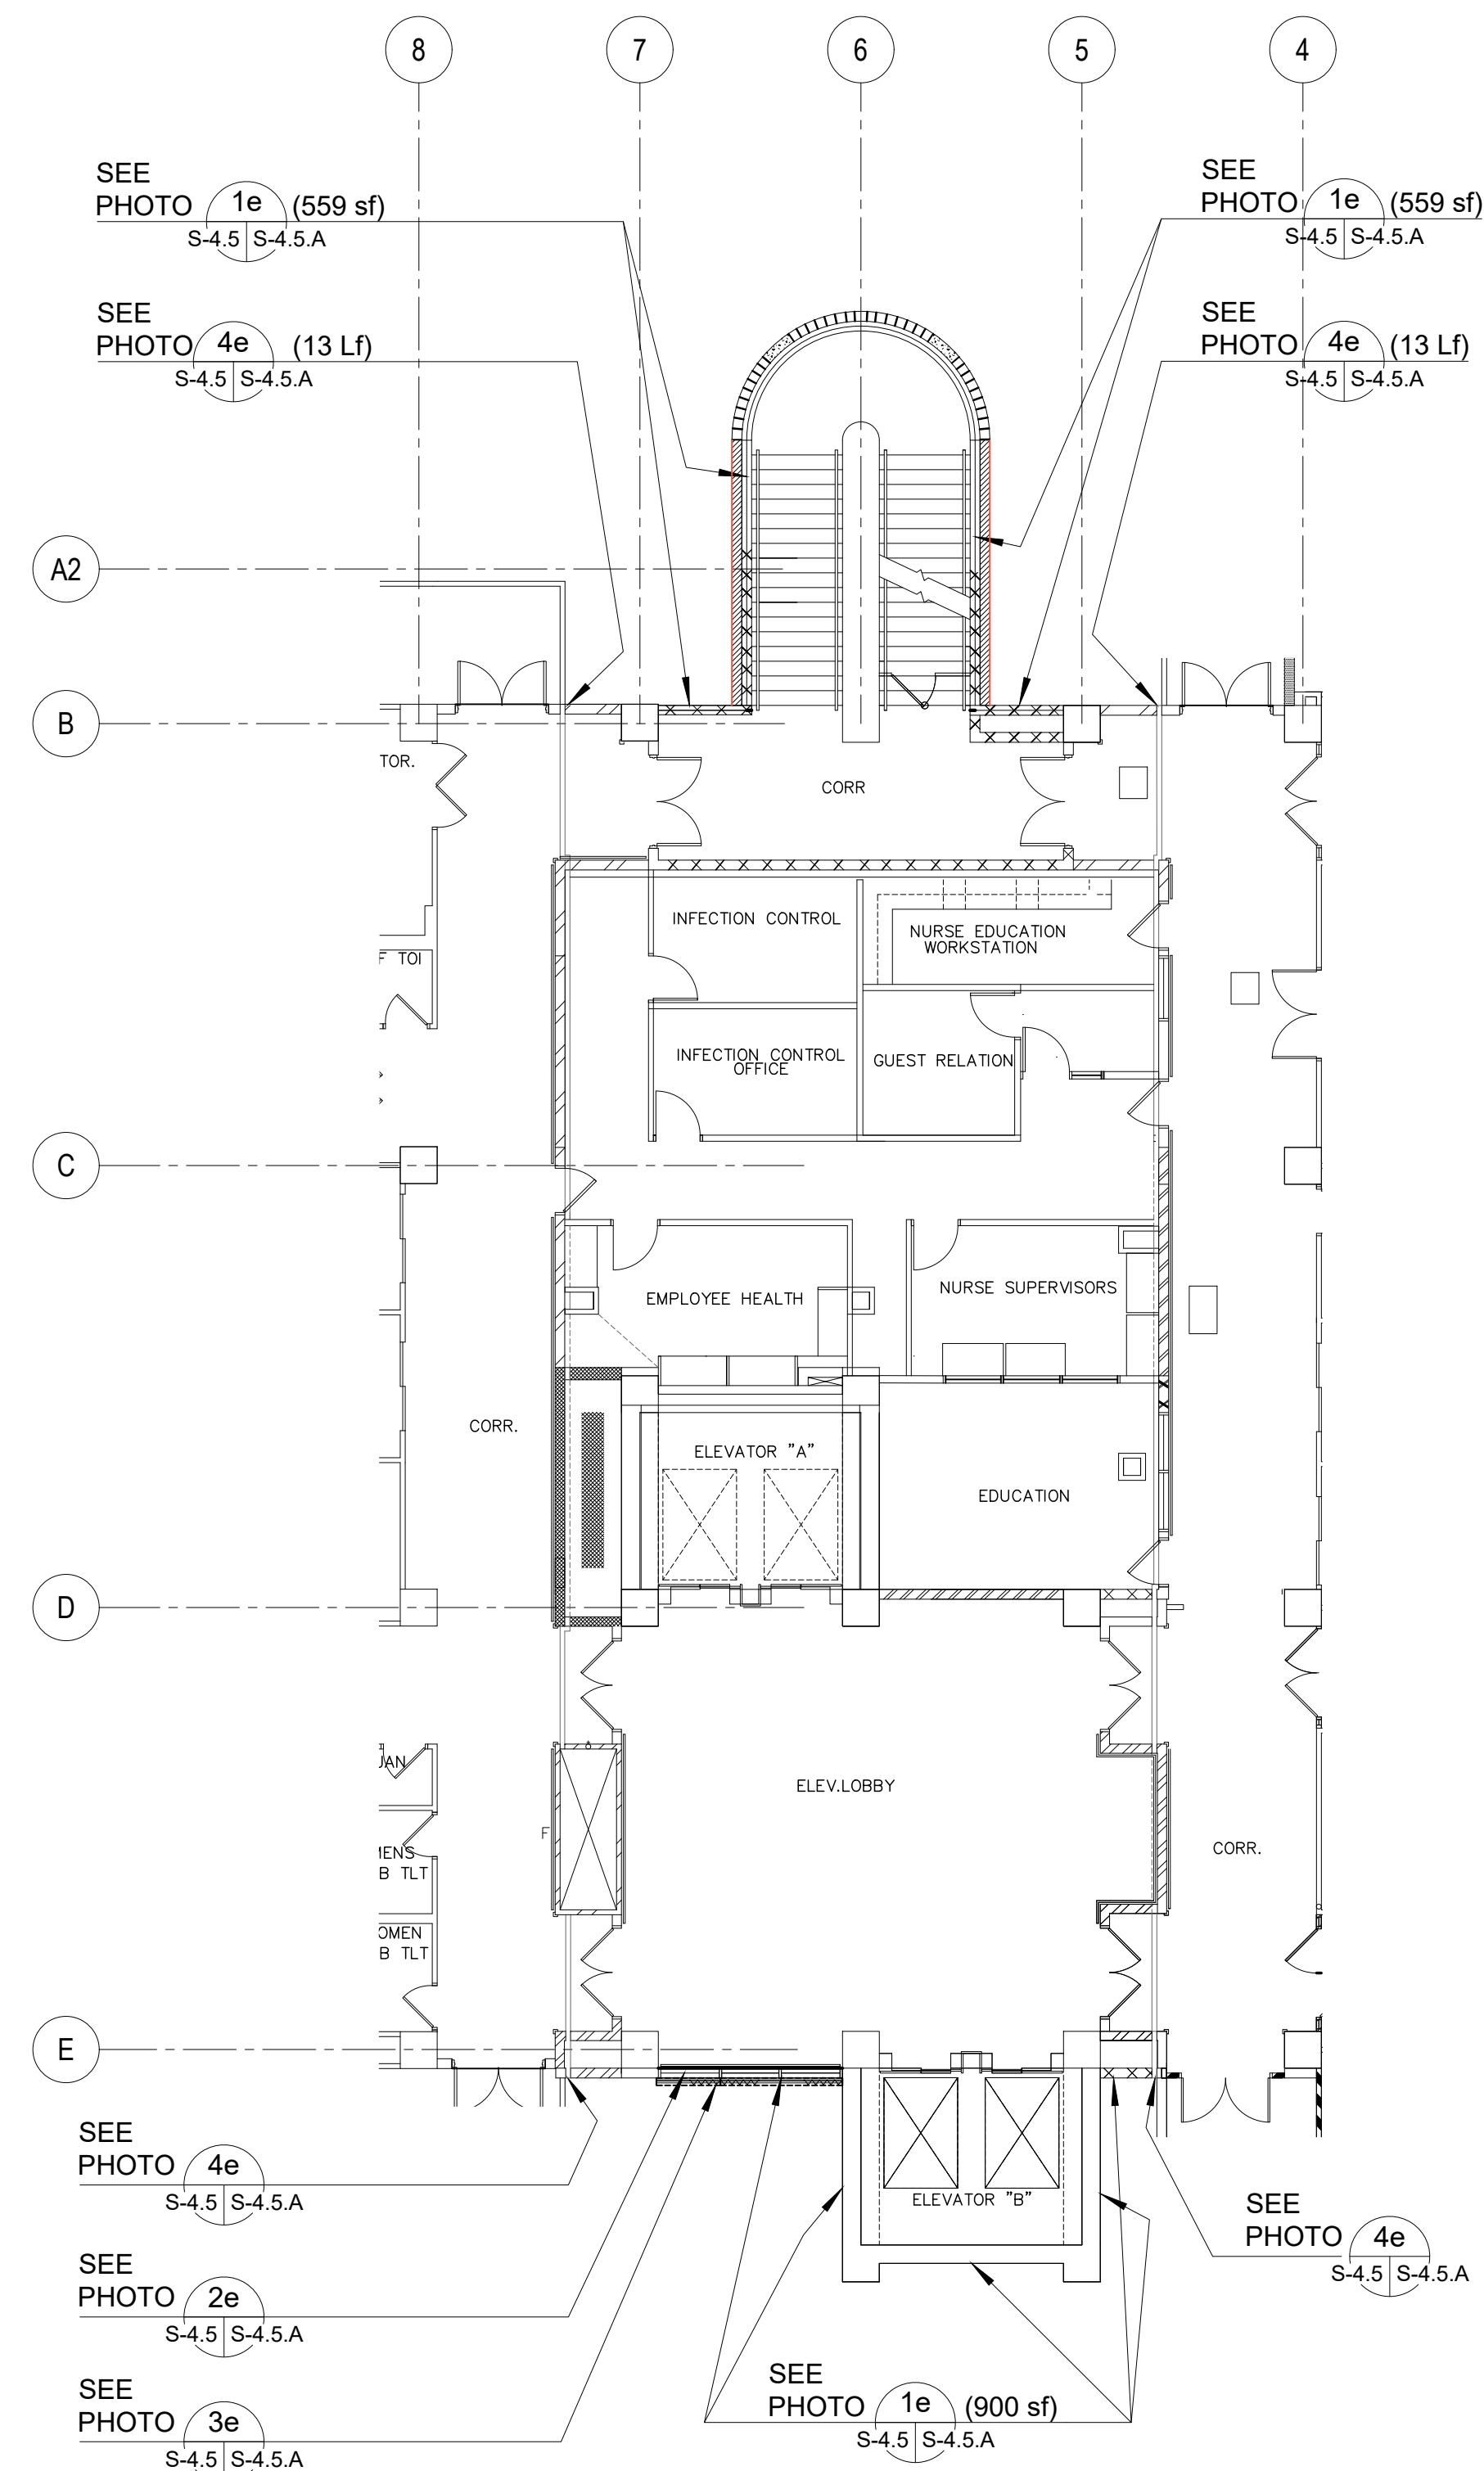 8 7 6 5 4
SEE
PHOTO 1e (559 sf)
S-4.5 S-4.5.A
SEE
PHOTO 1e (559 sf)
S-4.5 S-4.5.A
SEE
PHOTO 4e (13 Lf)
S-4.5 S-4.5.A
SEE
PHOTO 4e (13 Lf)
S-4.5 S-4.5.A
A2
B
TOR.
CORR
INFECTION CONTROL
NURSE EDUCATION
WORKSTATION
F TOI
INFECTION CONTROL
OFFICE
GUEST RELATION
C
EMPLOYEE HEALTH
NURSE SUPERVISORS
CORR.
ELEVATOR "A"
EDUCATION
D
JAN
ELEV.LOBBY
F
MENS
B TLT
CORR.
OMEN
B TLT
E
SEE
PHOTO 4e
S-4.5 S-4.5.A
ELEVATOR "B"
SEE
PHOTO 4e
S-4.5 S-4.5.A
SEE
PHOTO 2e
S-4.5 S-4.5.A
SEE
PHOTO 1e (900 sf)
S-4.5 S-4.5.A
SEE
PHOTO 3e
S-4.5 S-4.5.A